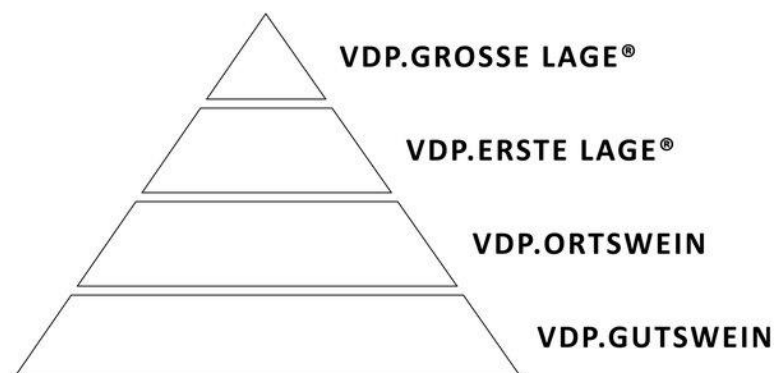 VDP.GROSSE LAGE®
VDP.ERSTE LAGE®
VDP.ORTSWEIN
VDP.GUTSWEIN